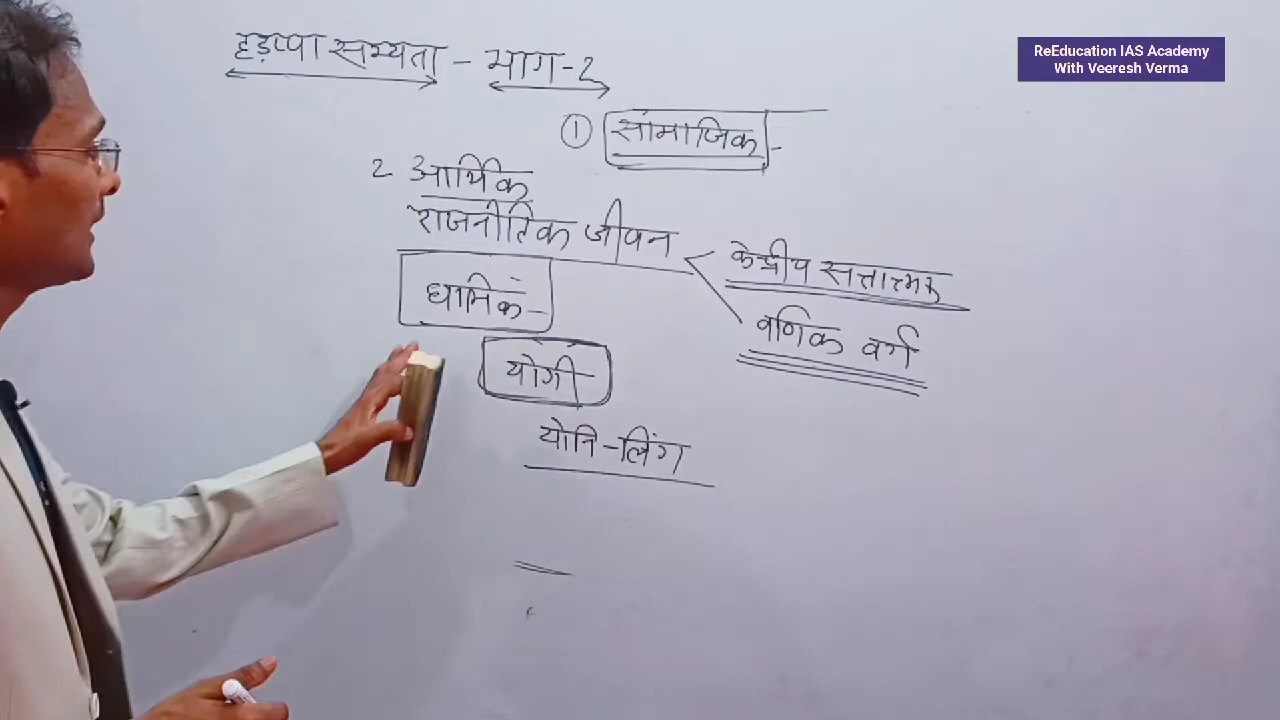 हड़प्पा सभ्यता - भाग-2
ReEducation IAS Academy
With Veeresh Verma
① सामाजिक -
2 आर्थिक
राजनीतिक जीवन
केन्द्रीय सत्तात्मक
वणिक वर्ग
धार्मिक -
योगी
योनि - लिंग